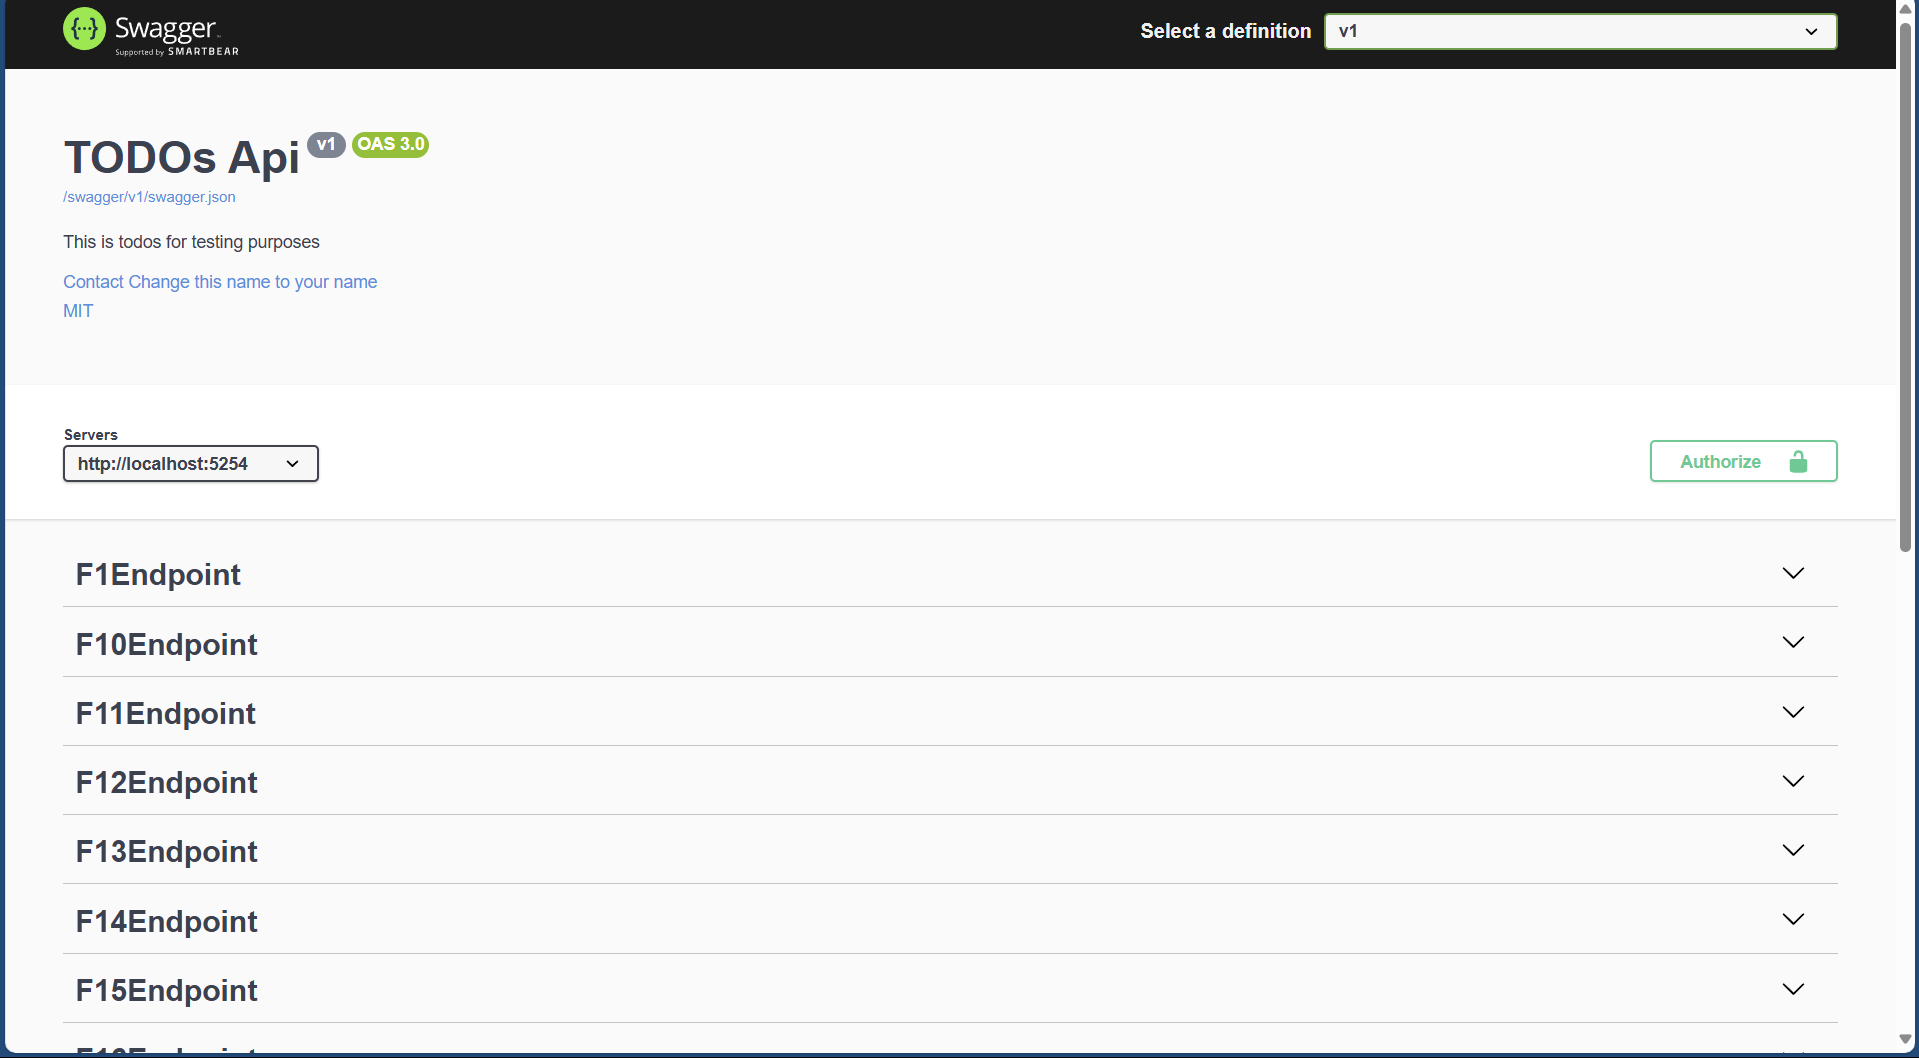 Swagger
Supported by SMARTBEAR
Select a definition
v1
TODOs Api
v1
OAS 3.0
/swagger/v1/swagger.json
This is todos for testing purposes
Contact Change this name to your name
MIT
Servers
http://localhost:5254
Authorize
F1Endpoint
F10Endpoint
F11Endpoint
F12Endpoint
F13Endpoint
F14Endpoint
F15Endpoint